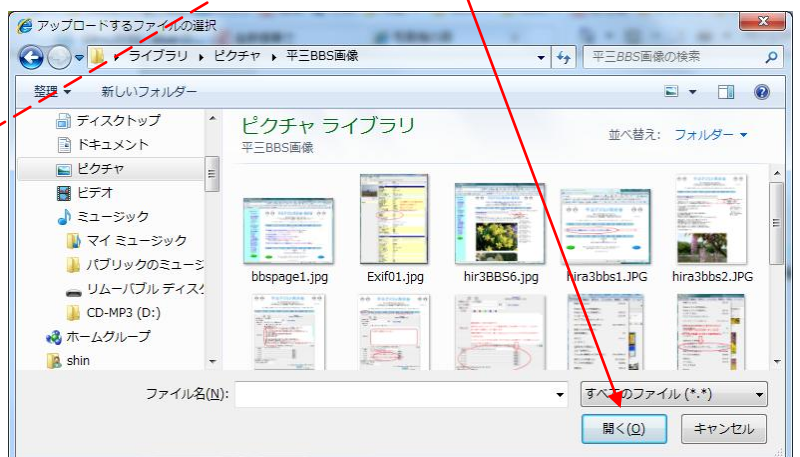 アップロードするファイルの選択
ライブラリ ▸ ピクチャ ▸ 平三BBS画像
平三BBS画像の検索
整理 ▼ 新しいフォルダー
ディスクトップ
ドキュメント
ピクチャ
ビデオ
ミュージック
マイ ミュージック
パブリックのミュージ
リムーバブル ディスク
CD-MP3 (D:)
ホームグループ
shin
ピクチャ ライブラリ
平三BBS画像
並べ替え: フォルダー ▼
bbspage1.jpg
Exif01.jpg
hir3BBS6.jpg
hira3bbs1.JPG
hira3bbs2.JPG
ファイル名(N):
すべてのファイル (*.*)
開く(O)
キャンセル